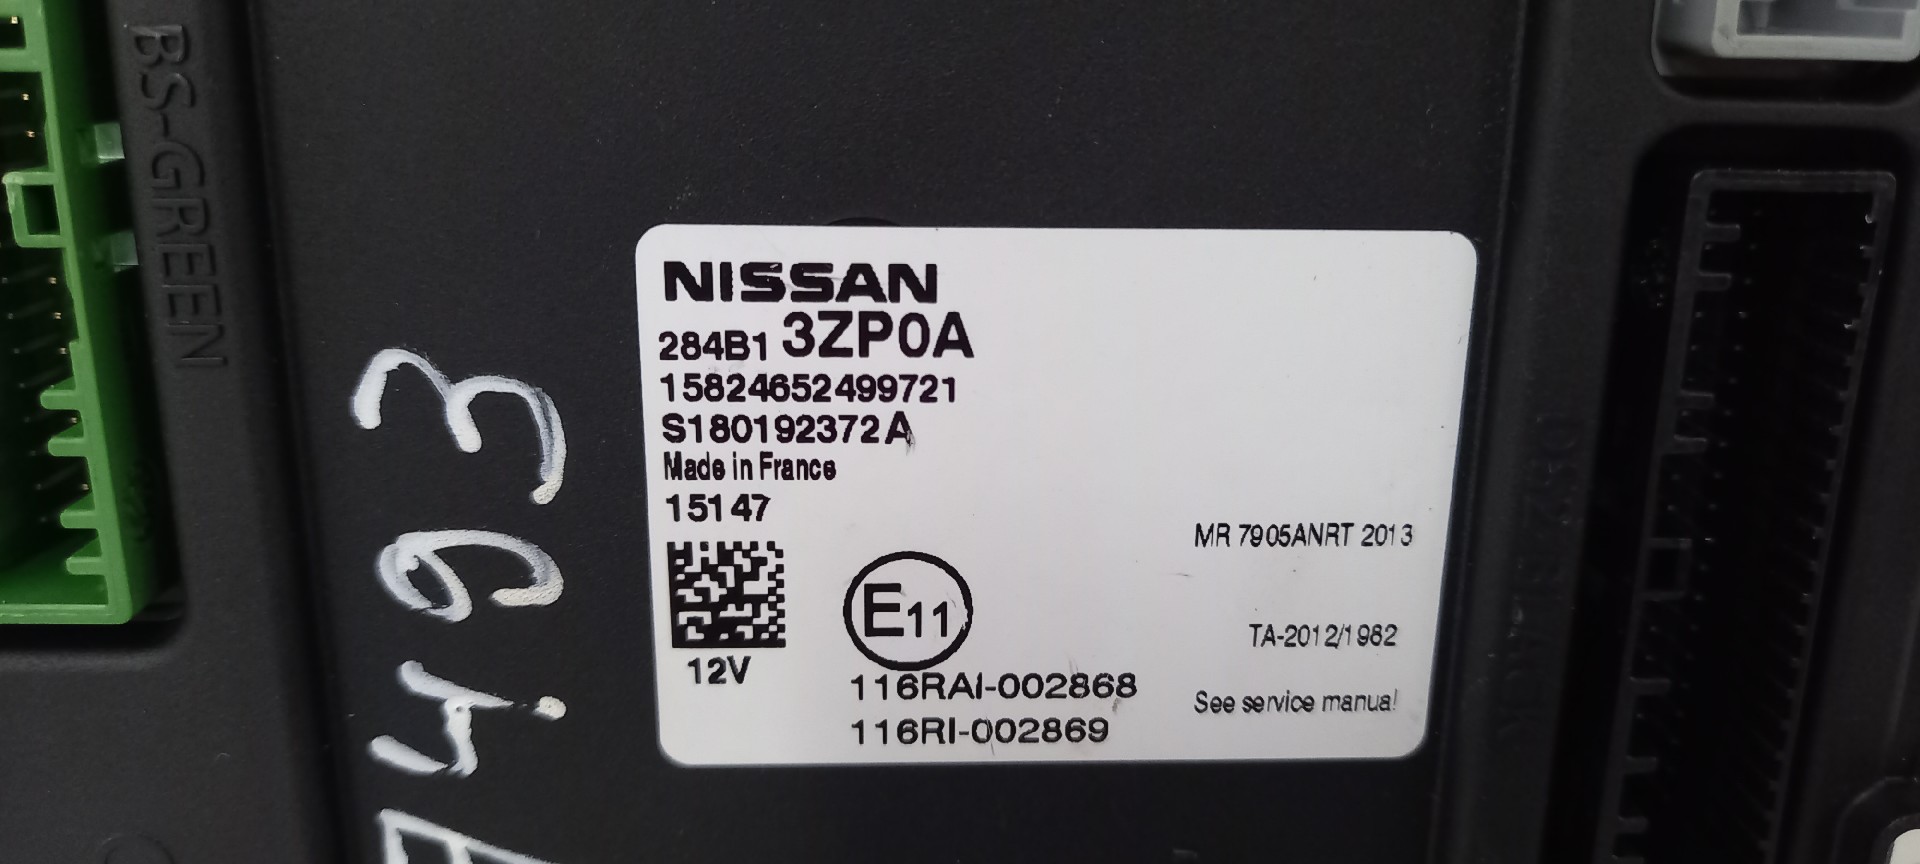 BS-GREEN
NISSAN
284B1 3ZP0A
15824652499721
S180192372A
Made in France
15147
MR 7905ANRT 2013
E11
TA-2012/1982
12V
116RAI-002868
See service manual
116RI-002869
493